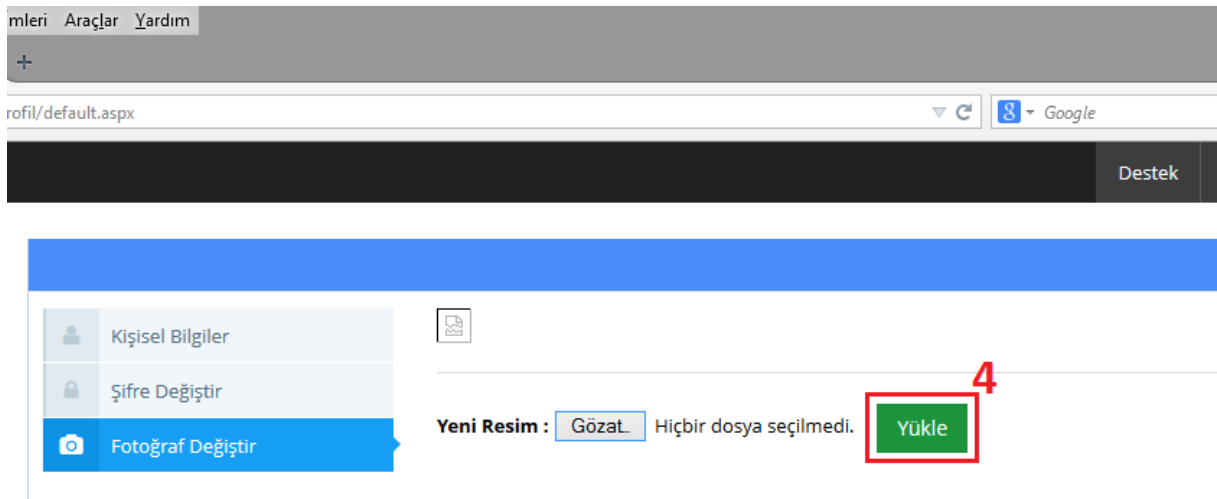 mleri Araçlar Yardım
+
rofil/default.aspx
8 Google
Destek
Kişisel Bilgiler
Şifre Değiştir
Fotoğraf Değiştir
4
Yeni Resim : Gözat.. Hiçbir dosya seçilmedi. Yükle